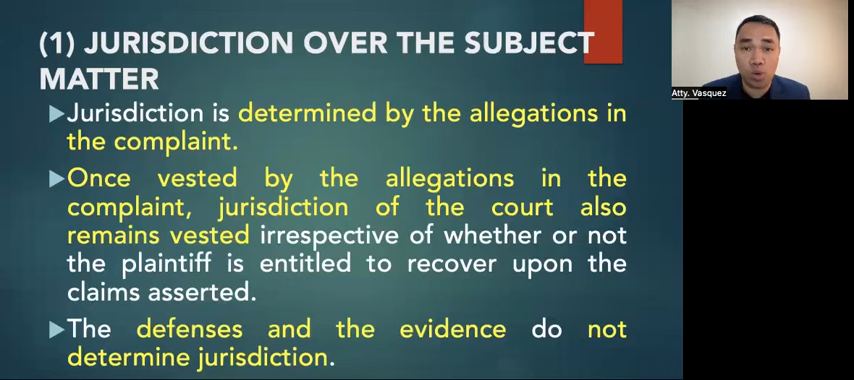 (1) JURISDICTION OVER THE SUBJECT
MATTER
Jurisdiction is determined by the allegations in
the complaint.
Once vested by the allegations in the
complaint, jurisdiction of the court also
remains vested irrespective of whether or not
the plaintiff is entitled to recover upon the
claims asserted.
The defenses and the evidence do not
determine jurisdiction.
Atty. Vasquez